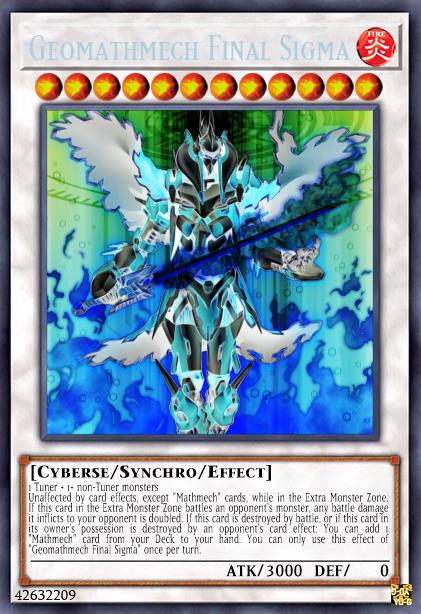 Geomathmech Final Sigma
FIRE
炎
[Cyberse/Synchro/Effect]
1 Tuner + 1+ non-Tuner monsters
Unaffected by card effects, except "Mathmech" cards, while in the Extra Monster Zone.
If this card in the Extra Monster Zone battles an opponent's monster, any battle damage
it inflicts to your opponent is doubled. If this card is destroyed by battle, or if this card in
its owner's possession is destroyed by an opponent's card effect: You can add 1
"Mathmech" card from your Deck to your hand. You can only use this effect of
"Geomathmech Final Sigma" once per turn.
ATK/3000 DEF/ 0
42632209